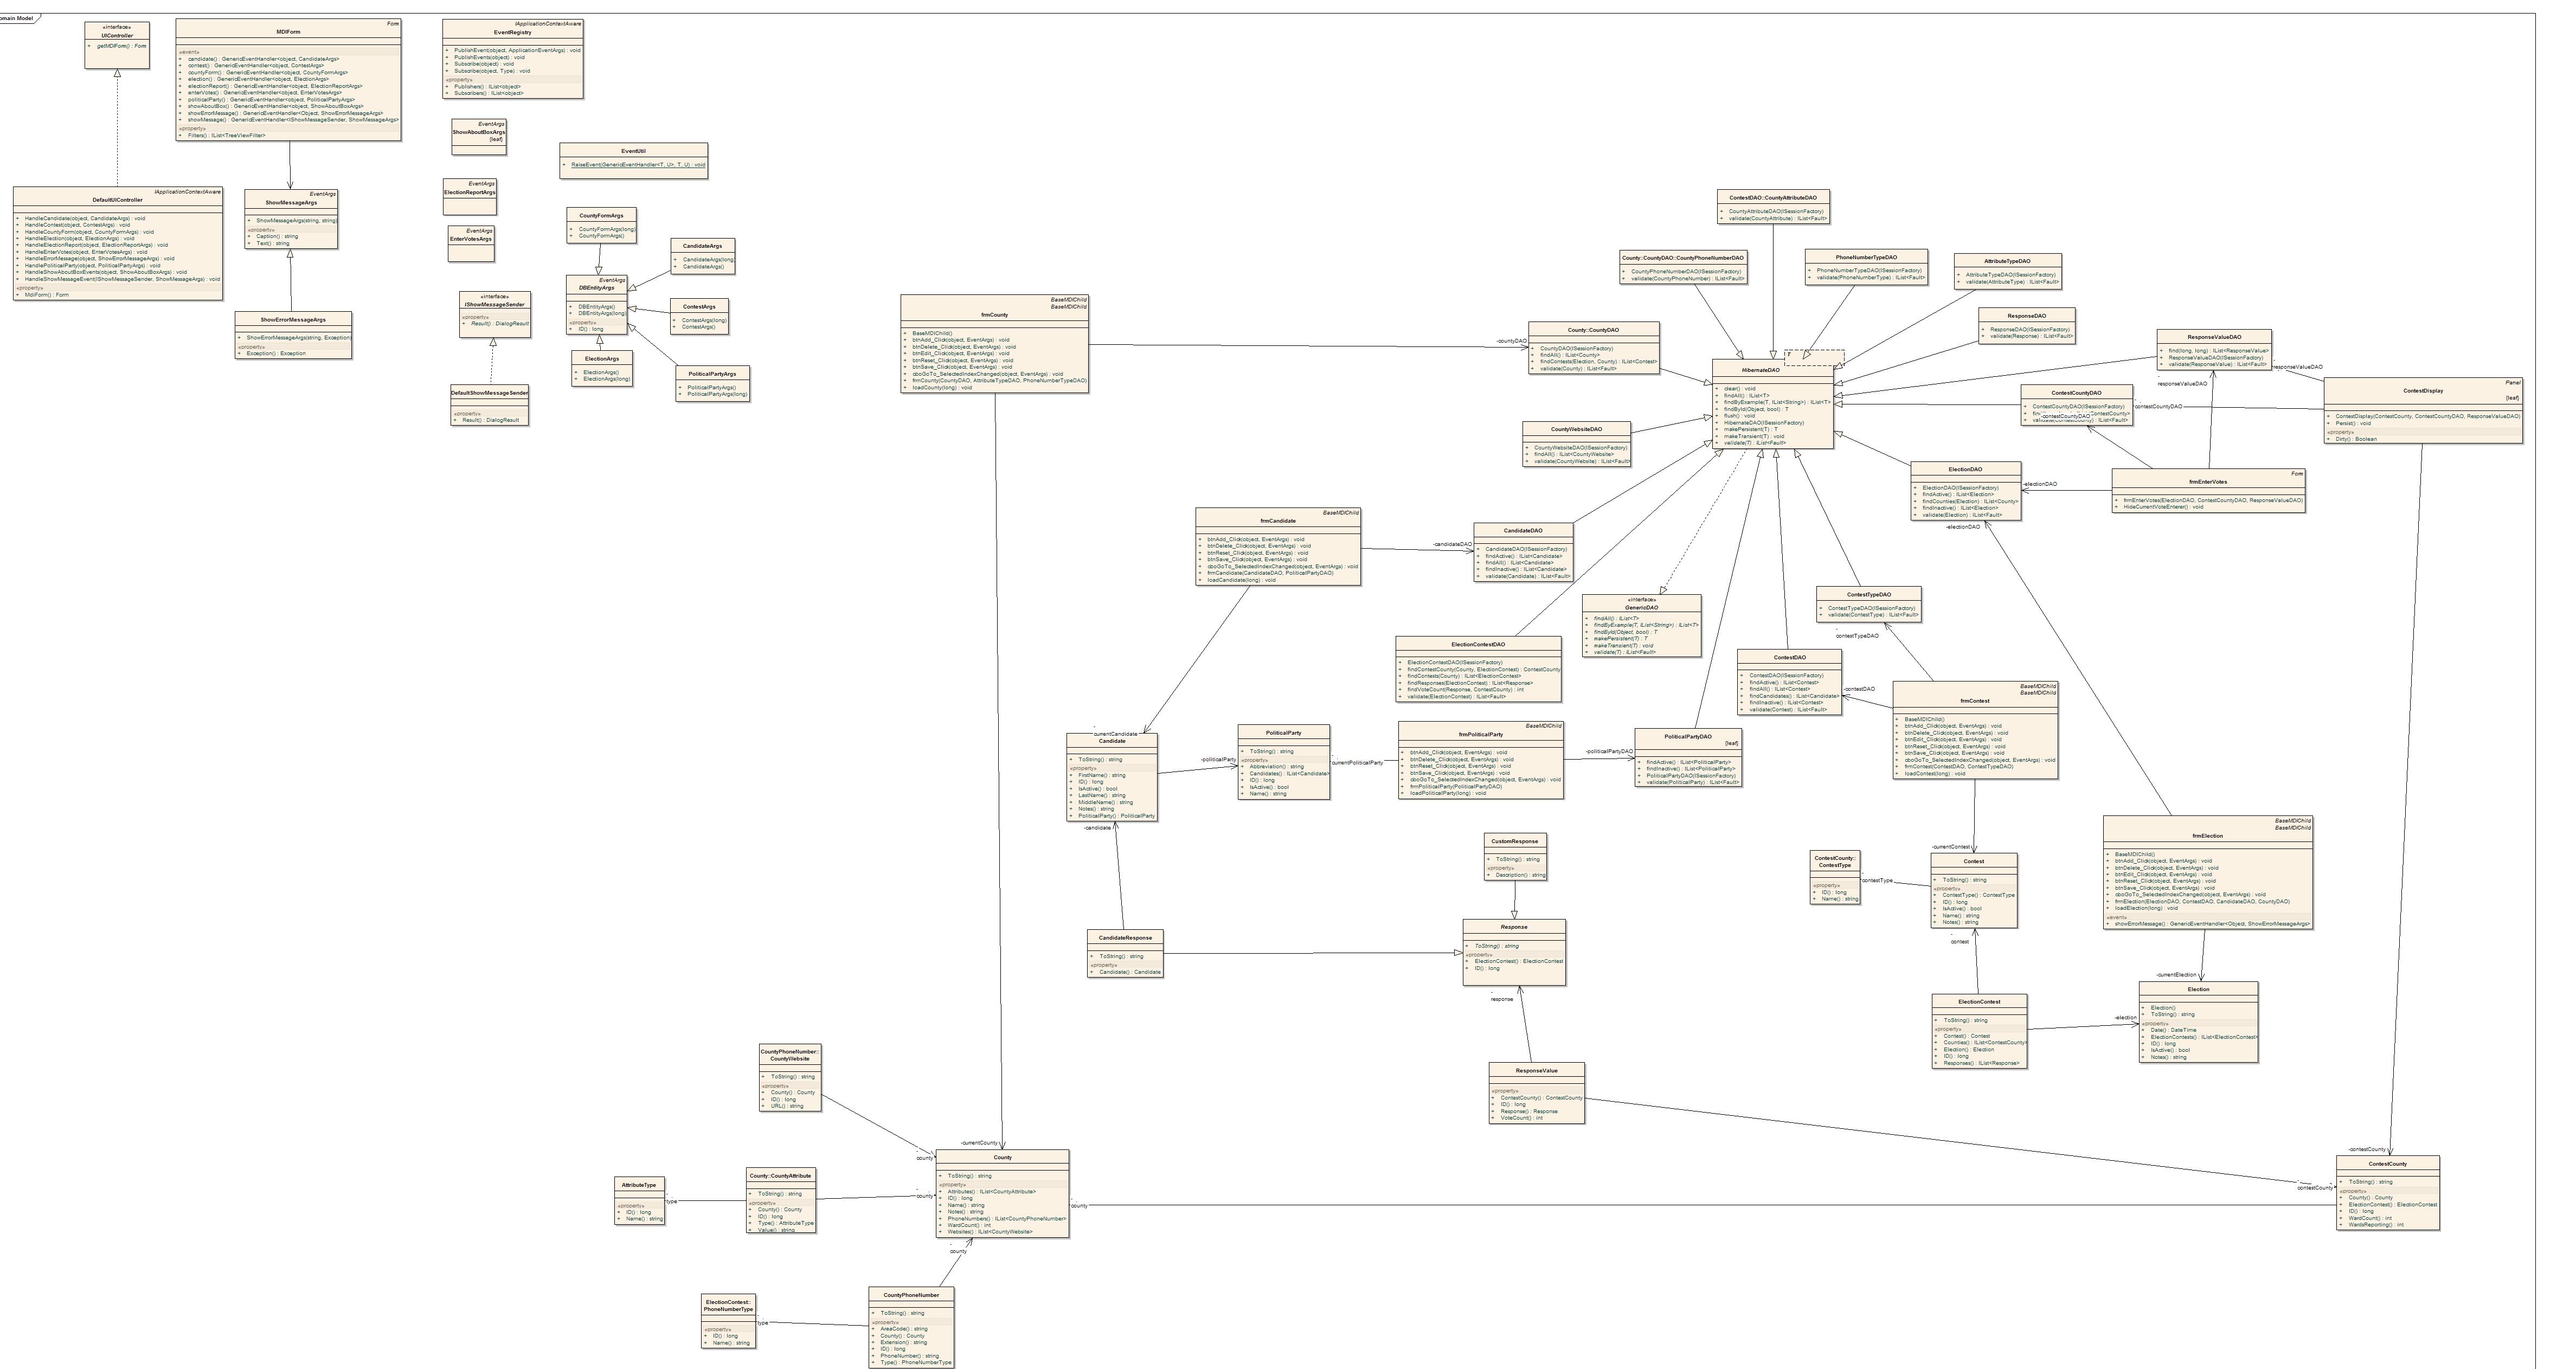 omain Model
«interface»
UIController
+ getMDIForm() : Form
Form
MDIForm
«event»
+ candidate() : GenericEventHandler<object, CandidateArgs>
+ contest() : GenericEventHandler<object, ContestArgs>
+ countyForm() : GenericEventHandler<object, CountyFormArgs>
+ election() : GenericEventHandler<object, ElectionArgs>
+ electionReport() : GenericEventHandler<object, ElectionReportArgs>
+ enterVotes() : GenericEventHandler<object, EnterVotesArgs>
+ politicalParty() : GenericEventHandler<object, PoliticalPartyArgs>
+ showAboutBox() : GenericEventHandler<object, ShowAboutBoxArgs>
+ showErrorMessage() : GenericEventHandler<Object, ShowErrorMessageArgs>
+ showMessage() : GenericEventHandler<IShowMessageSender, ShowMessageArgs>
«property»
+ Filters() : IList<TreeViewFilter>
IApplicationContextAware
EventRegistry
+ PublishEvent(object, ApplicationEventArgs) : void
+ PublishEvents(object) : void
+ Subscribe(object) : void
+ Subscribe(object, Type) : void
«property»
+ Publishers() : IList<object>
+ Subscribers() : IList<object>
EventArgs
ShowAboutBoxArgs
{leaf}
EventUtil
+ RaiseEvent(GenericEventHandler<T, U>, T, U) : void
EventArgs
ElectionReportArgs
EventArgs
EnterVotesArgs
IApplicationContextAware
DefaultUIController
+ HandleCandidate(object, CandidateArgs) : void
+ HandleContest(object, ContestArgs) : void
+ HandleCountyForm(object, CountyFormArgs) : void
+ HandleElection(object, ElectionArgs) : void
+ HandleElectionReport(object, ElectionReportArgs) : void
+ HandleEnterVotes(object, EnterVotesArgs) : void
+ HandleErrorMessage(object, ShowErrorMessageArgs) : void
+ HandlePoliticalParty(object, PoliticalPartyArgs) : void
+ HandleShowAboutBoxEvents(object, ShowAboutBoxArgs) : void
+ HandleShowMessageEvent(IShowMessageSender, ShowMessageArgs) : void
«property»
+ MdiForm() : Form
EventArgs
ShowMessageArgs
+ ShowMessageArgs(string, string)
«property»
+ Caption() : string
+ Text() : string
ShowErrorMessageArgs
+ ShowErrorMessageArgs(string, Exception)
«property»
+ Exception() : Exception
«interface»
IShowMessageSender
«property»
+ Result() : DialogResult
DefaultShowMessageSender
«property»
+ Result() : DialogResult
CountyFormArgs
+ CountyFormArgs(long)
+ CountyFormArgs()
CandidateArgs
+ CandidateArgs(long)
+ CandidateArgs()
EventArgs
DBEntityArgs
+ DBEntityArgs()
+ DBEntityArgs(long)
«property»
+ ID() : long
ContestArgs
+ ContestArgs(long)
+ ContestArgs()
ElectionArgs
+ ElectionArgs()
+ ElectionArgs(long)
PoliticalPartyArgs
+ PoliticalPartyArgs()
+ PoliticalPartyArgs(long)
BaseMDIChild
BaseMDIChild
frmCounty
+ BaseMDIChild()
+ btnAdd_Click(object, EventArgs) : void
+ btnDelete_Click(object, EventArgs) : void
+ btnEdit_Click(object, EventArgs) : void
+ btnReset_Click(object, EventArgs) : void
+ btnSave_Click(object, EventArgs) : void
+ cboGoTo_SelectedIndexChanged(object, EventArgs) : void
+ frmCounty(CountyDAO, AttributeTypeDAO, PhoneNumberTypeDAO)
+ loadCounty(long) : void
-countyDAO
County::CountyDAO
+ CountyDAO(ISessionFactory)
+ findAll() : IList<County>
+ findContests(Election, County) : IList<Contest>
+ validate(County) : IList<Fault>
County::CountyDAO::CountyPhoneNumberDAO
+ CountyPhoneNumberDAO(ISessionFactory)
+ validate(CountyPhoneNumber) : IList<Fault>
ContestDAO::CountyAttributeDAO
+ CountyAttributeDAO(ISessionFactory)
+ validate(CountyAttribute) : IList<Fault>
PhoneNumberTypeDAO
+ PhoneNumberTypeDAO(ISessionFactory)
+ validate(PhoneNumberType) : IList<Fault>
AttributeTypeDAO
+ AttributeTypeDAO(ISessionFactory)
+ validate(AttributeType) : IList<Fault>
ResponseDAO
+ ResponseDAO(ISessionFactory)
+ validate(Response) : IList<Fault>
T
HibernateDAO
+ clear() : void
+ findAll() : IList<T>
+ findByExample(T, IList<String>) : IList<T>
+ findById(Object, bool) : T
+ flush() : void
+ HibernateDAO(ISessionFactory)
+ makePersistent(T) : T
+ makeTransient(T) : void
+ validate(T) : IList<Fault>
ResponseValueDAO
+ find(long, long) : IList<ResponseValue>
+ ResponseValueDAO(ISessionFactory)
+ validate(ResponseValue) : IList<Fault>
-responseValueDAO
responseValueDAO
Panel
{leaf}
ContestDisplay
+ ContestDisplay(ContestCounty, ContestCountyDAO, ResponseValueDAO)
+ Persist() : void
«property»
+ Dirty() : Boolean
ContestCountyDAO
+ ContestCountyDAO(ISessionFactory)
-contestCountyDAO
+ validate(ContestCounty) : IList<Fault>
contestCountyDAO
CountyWebsiteDAO
+ CountyWebsiteDAO(ISessionFactory)
+ findAll() : IList<CountyWebsite>
+ validate(CountyWebsite) : IList<Fault>
ElectionDAO
+ ElectionDAO(ISessionFactory)
+ findActive() : IList<Election>
+ findCounties(Election) : IList<County>
+ findInactive() : IList<Election>
+ validate(Election) : IList<Fault>
-electionDAO
-electionDAO
Form
frmEnterVotes
+ frmEnterVotes(ElectionDAO, ContestCountyDAO, ResponseValueDAO)
+ HideCurrentVoteEnterer() : void
BaseMDIChild
frmCandidate
+ btnAdd_Click(object, EventArgs) : void
+ btnDelete_Click(object, EventArgs) : void
+ btnReset_Click(object, EventArgs) : void
+ btnSave_Click(object, EventArgs) : void
+ cboGoTo_SelectedIndexChanged(object, EventArgs) : void
+ frmCandidate(CandidateDAO, PoliticalPartyDAO)
+ loadCandidate(long) : void
-candidateDAO
CandidateDAO
+ CandidateDAO(ISessionFactory)
+ findActive() : IList<Candidate>
+ findAll() : IList<Candidate>
+ findInactive() : IList<Candidate>
+ validate(Candidate) : IList<Fault>
«interface»
GenericDAO
+ findAll() : IList<T>
+ findByExample(T, IList<String>) : IList<T>
+ findById(Object, bool) : T
+ makePersistent(T) : T
+ makeTransient(T) : void
+ validate(T) : IList<Fault>
ContestTypeDAO
+ ContestTypeDAO(ISessionFactory)
+ validate(ContestType) : IList<Fault>
-
contestTypeDAO
ElectionContestDAO
+ ElectionContestDAO(ISessionFactory)
+ findContestCounty(County, ElectionContest) : ContestCounty
+ findContests(County) : IList<ElectionContest>
+ findResponses(ElectionContest) : IList<Response>
+ findVoteCount(Response, ContestCounty) : int
+ validate(ElectionContest) : IList<Fault>
ContestDAO
+ ContestDAO(ISessionFactory)
+ findActive() : IList<Contest>
+ findAll() : IList<Contest>
+ findCandidates() : IList<Candidate>
+ findInactive() : IList<Contest>
+ validate(Contest) : IList<Fault>
-contestDAO
BaseMDIChild
BaseMDIChild
frmContest
+ BaseMDIChild()
+ btnAdd_Click(object, EventArgs) : void
+ btnDelete_Click(object, EventArgs) : void
+ btnEdit_Click(object, EventArgs) : void
+ btnReset_Click(object, EventArgs) : void
+ btnSave_Click(object, EventArgs) : void
+ cboGoTo_SelectedIndexChanged(object, EventArgs) : void
+ frmContest(ContestDAO, ContestTypeDAO)
+ loadContest(long) : void
-
currentCandidate
Candidate
+ ToString() : string
«property»
+ FirstName() : string
+ ID() : long
+ IsActive() : bool
+ LastName() : string
+ MiddleName() : string
+ Notes() : string
+ PoliticalParty() : PoliticalParty
-politicalParty
PoliticalParty
+ ToString() : string
«property»
+ Abbreviation() : string
+ Candidates() : IList<Candidate>
+ ID() : long
+ IsActive() : bool
+ Name() : string
-
currentPoliticalParty
BaseMDIChild
frmPoliticalParty
+ btnAdd_Click(object, EventArgs) : void
+ btnDelete_Click(object, EventArgs) : void
+ btnReset_Click(object, EventArgs) : void
+ btnSave_Click(object, EventArgs) : void
+ cboGoTo_SelectedIndexChanged(object, EventArgs) : void
+ frmPoliticalParty(PoliticalPartyDAO)
+ loadPoliticalParty(long) : void
-politicalPartyDAO
PoliticalPartyDAO
{leaf}
+ findActive() : IList<PoliticalParty>
+ findInactive() : IList<PoliticalParty>
+ PoliticalPartyDAO(ISessionFactory)
+ validate(PoliticalParty) : IList<Fault>
-candidate
CandidateResponse
+ ToString() : string
«property»
+ Candidate() : Candidate
CustomResponse
+ ToString() : string
«property»
+ Description() : string
Response
+ ToString() : string
«property»
+ ElectionContest() : ElectionContest
+ ID() : long
-
response
ResponseValue
«property»
+ ContestCounty() : ContestCounty
+ ID() : long
+ Response() : Response
+ VoteCount() : int
ContestCounty::
ContestType
«property»
+ ID() : long
+ Name() : string
-
contestType
-currentContest
Contest
+ ToString() : string
«property»
+ ContestType() : ContestType
+ ID() : long
+ IsActive() : bool
+ Name() : string
+ Notes() : string
-
contest
BaseMDIChild
BaseMDIChild
frmElection
+ BaseMDIChild()
+ btnAdd_Click(object, EventArgs) : void
+ btnDelete_Click(object, EventArgs) : void
+ btnEdit_Click(object, EventArgs) : void
+ btnReset_Click(object, EventArgs) : void
+ btnSave_Click(object, EventArgs) : void
+ cboGoTo_SelectedIndexChanged(object, EventArgs) : void
+ frmElection(ElectionDAO, ContestDAO, CandidateDAO, CountyDAO)
+ loadElection(long) : void
«event»
+ showErrorMessage() : GenericEventHandler<Object, ShowErrorMessageArgs>
-currentElection
ElectionContest
+ ToString() : string
«property»
+ Contest() : Contest
+ Counties() : IList<ContestCounty>
+ Election() : Election
+ ID() : long
+ Responses() : IList<Response>
-election
Election
+ Election()
+ ToString() : string
«property»
+ Date() : DateTime
+ ElectionContests() : IList<ElectionContest>
+ ID() : long
+ IsActive() : bool
+ Notes() : string
CountyPhoneNumber::
CountyWebsite
+ ToString() : string
«property»
+ County() : County
+ ID() : long
+ URL() : string
-
county
-currentCounty
County
+ ToString() : string
«property»
+ Attributes() : IList<CountyAttribute>
+ ID() : long
+ Name() : string
+ Notes() : string
+ PhoneNumbers() : IList<CountyPhoneNumber>
+ WardCount() : int
+ Websites() : IList<CountyWebsite>
AttributeType
«property»
+ ID() : long
+ Name() : string
-
type
County::CountyAttribute
+ ToString() : string
«property»
+ County() : County
+ ID() : long
+ Type() : AttributeType
+ Value() : string
-
county
-
county
-contestCounty
-
contestCounty
ContestCounty
+ ToString() : string
«property»
+ County() : County
+ ElectionContest() : ElectionContest
+ ID() : long
+ WardCount() : int
+ WardsReporting() : int
-
county
ElectionContest::
PhoneNumberType
«property»
+ ID() : long
+ Name() : string
-
type
CountyPhoneNumber
+ ToString() : string
«property»
+ AreaCode() : string
+ County() : County
+ Extension() : string
+ ID() : long
+ PhoneNumber() : string
+ Type() : PhoneNumberType